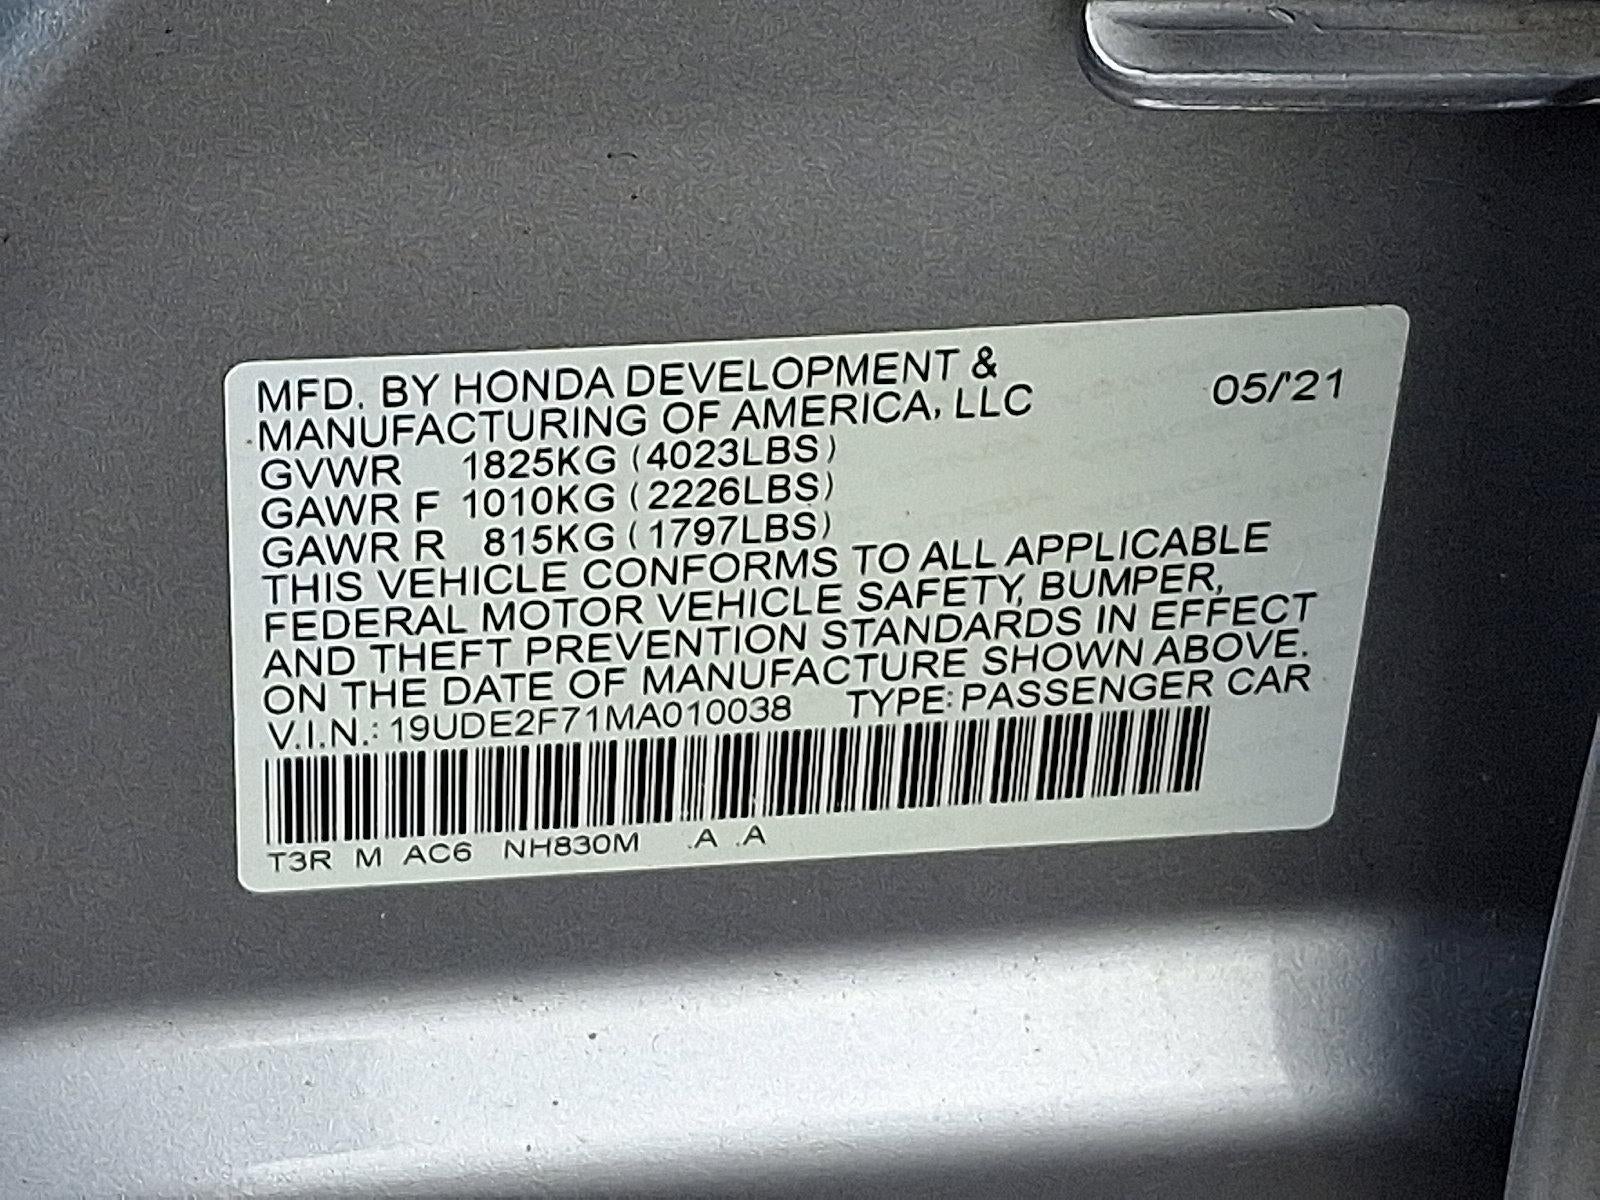 MFD. BY HONDA DEVELOPMENT &
MANUFACTURING OF AMERICA, LLC 05/'21
GVWR 1825KG (4023LBS)
GAWR F 1010KG (2226LBS)
GAWR R 815KG (1797LBS)
THIS VEHICLE CONFORMS TO ALL APPLICABLE
FEDERAL MOTOR VEHICLE SAFETY, BUMPER,
AND THEFT PREVENTION STANDARDS IN EFFECT
ON THE DATE OF MANUFACTURE SHOWN ABOVE.
V.I.N.: 19UDE2F71MA010038 TYPE: PASSENGER CAR
T3R M AC6 NH830M .A .A